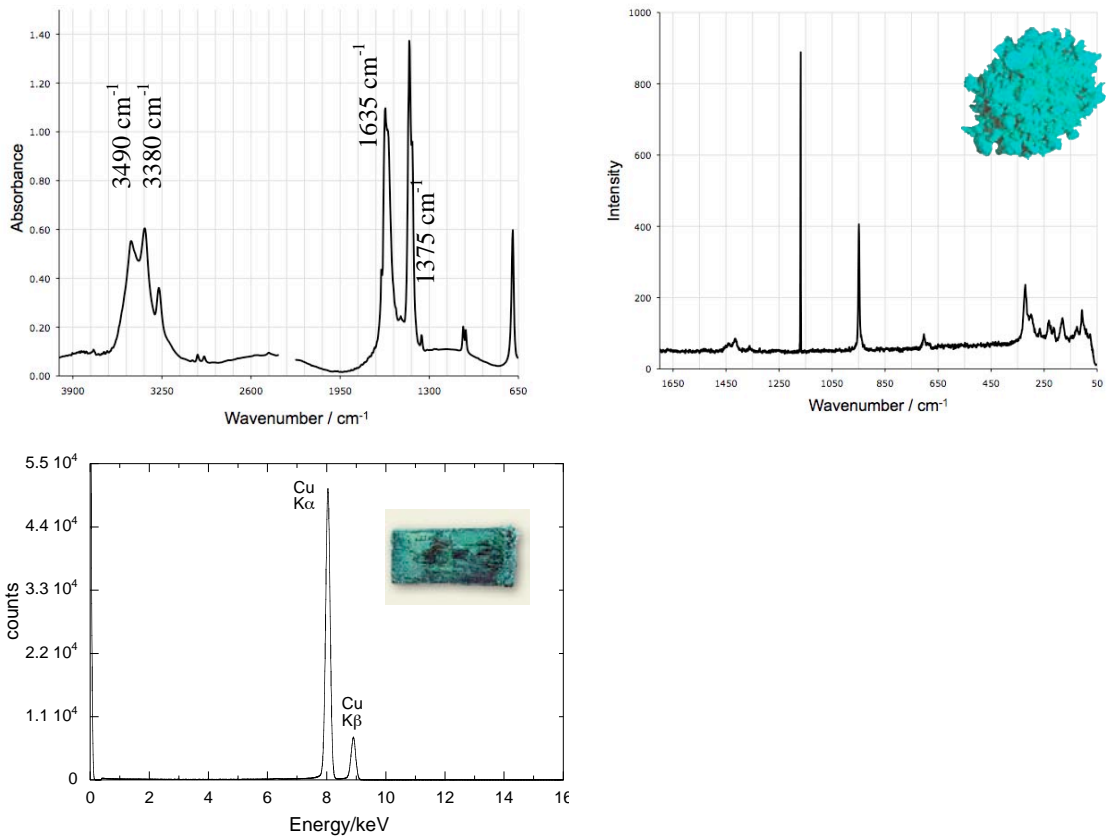 1.40
1.20
1.00
0.80
0.60
0.40
0.20
0.00
Absorbance
3490 cm-1
3380 cm-1
1635 cm-1
1375 cm-1
3900 3250 2600 1950 1300 650
Wavenumber / cm-1
1000
800
600
400
200
0
Intensity
1650 1450 1250 1050 850 650 450 250 50
Wavenumber / cm-1
5.5 104
4.4 104
3.3 104
2.2 104
1.1 104
0
counts
Cu
Kα
Cu
Kβ
0 2 4 6 8 10 12 14 16
Energy/keV